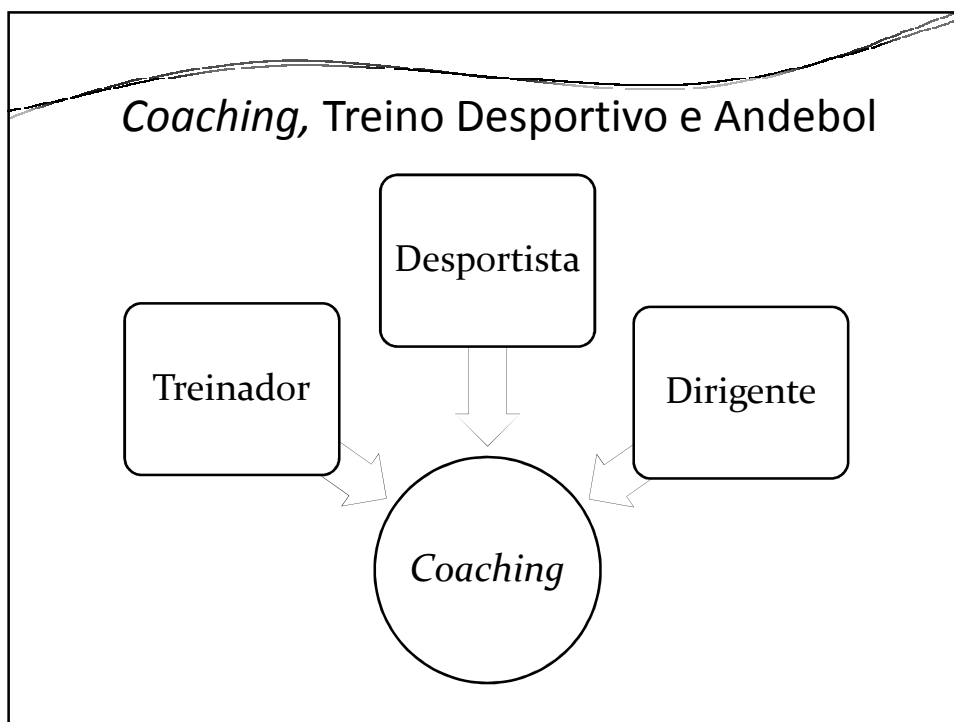 Coaching, Treino Desportivo e Andebol
Desportista
Treinador
Dirigente
Coaching